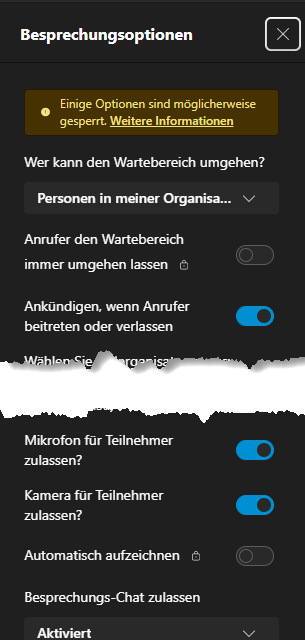 Besprechungsoptionen
Einige Optionen sind möglicherweise
gesperrt. Weitere Informationen
Wer kann den Wartebereich umgehen?
Personen in meiner Organisa...
Anrufer den Wartebereich
immer umgehen lassen
Ankündigen, wenn Anrufer
beitreten oder verlassen
Wählen Sie
Mikrofon für Teilnehmer
zulassen?
Kamera für Teilnehmer
zulassen?
Automatisch aufzeichnen
Besprechungs-Chat zulassen
Aktiviert